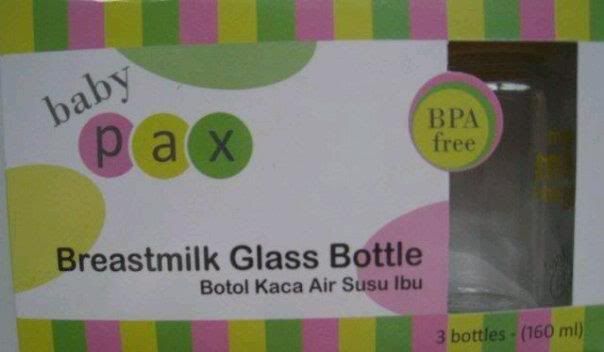 baby
pax
BPA
free
Breastmilk Glass Bottle
Botol Kaca Air Susu Ibu
3 bottles - (160 ml)